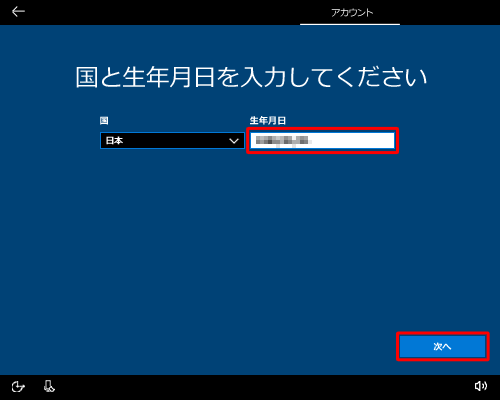 アカウント
国と生年月日を入力してください
国
生年月日
日本
次へ